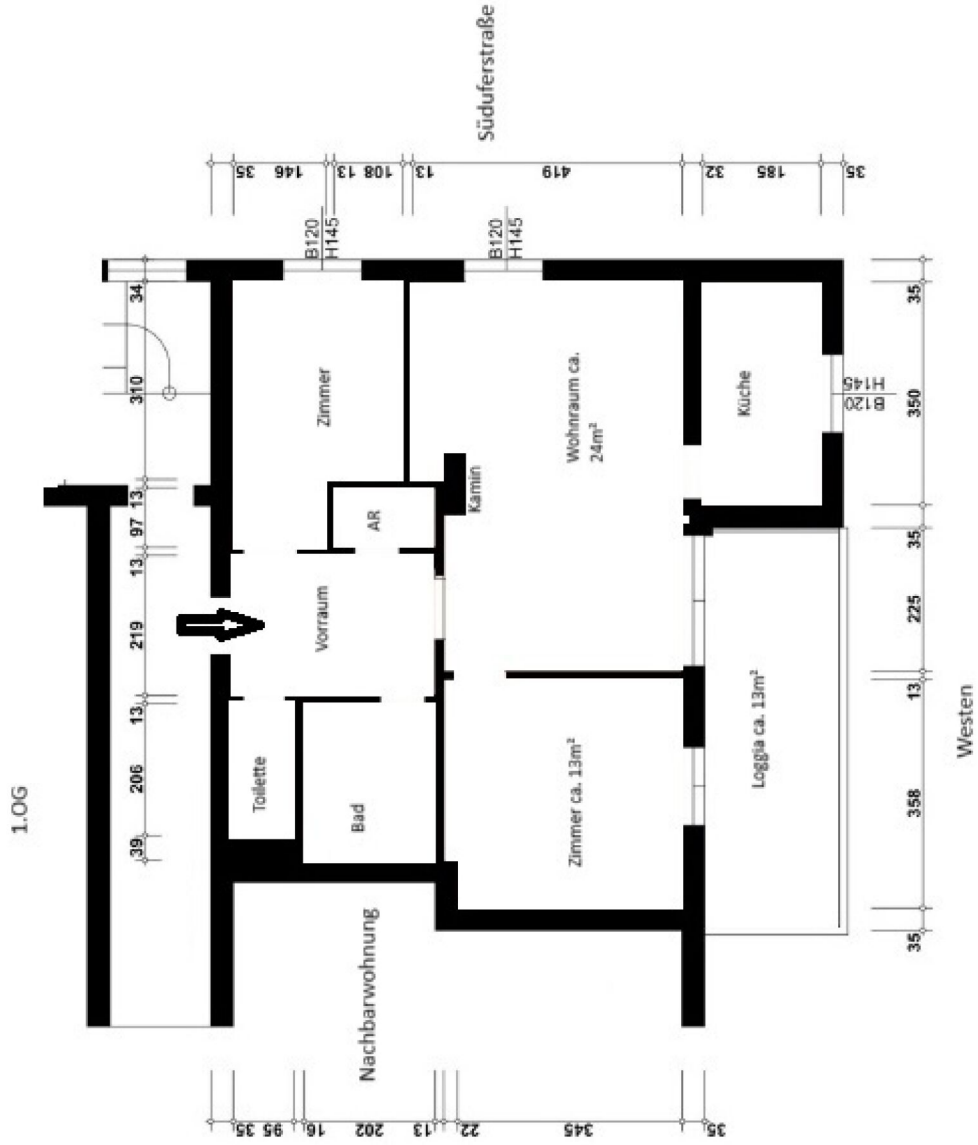 1.OG
Süduferstraße
35
146
13
108
13
419
32
185
35
B120
H145
B120
H145
34
310
13
97
13
219
13
206
39
Zimmer
AR
Vorraum
Toilette
Bad
Kamin
Wohnraum ca.
24m²
Küche
H145
B120
Zimmer ca. 13m²
Loggia ca. 13m²
Nachbarwohnung
35
350
35
225
13
358
35
Westen
35
95
16
202
13
22
345
35